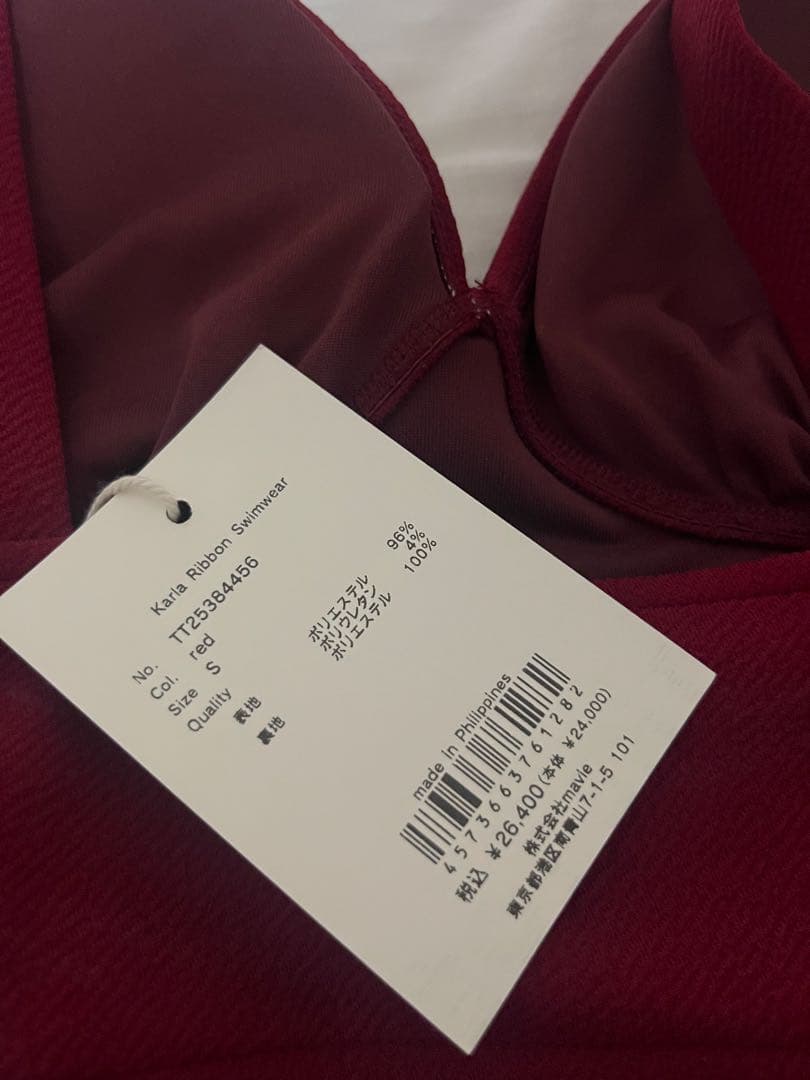 Karla Ribbon Swimwear
No. TT25384456
Col. red
Size S
Quality 表地 ポリエステル 96%
ポリウレタン 4%
裏地 ポリエステル 100%
made in Philippines
4573663761282
税込 ¥26,400(本体 ¥24,000)
株式会社mavie
東京都港区南青山7-1-5 101